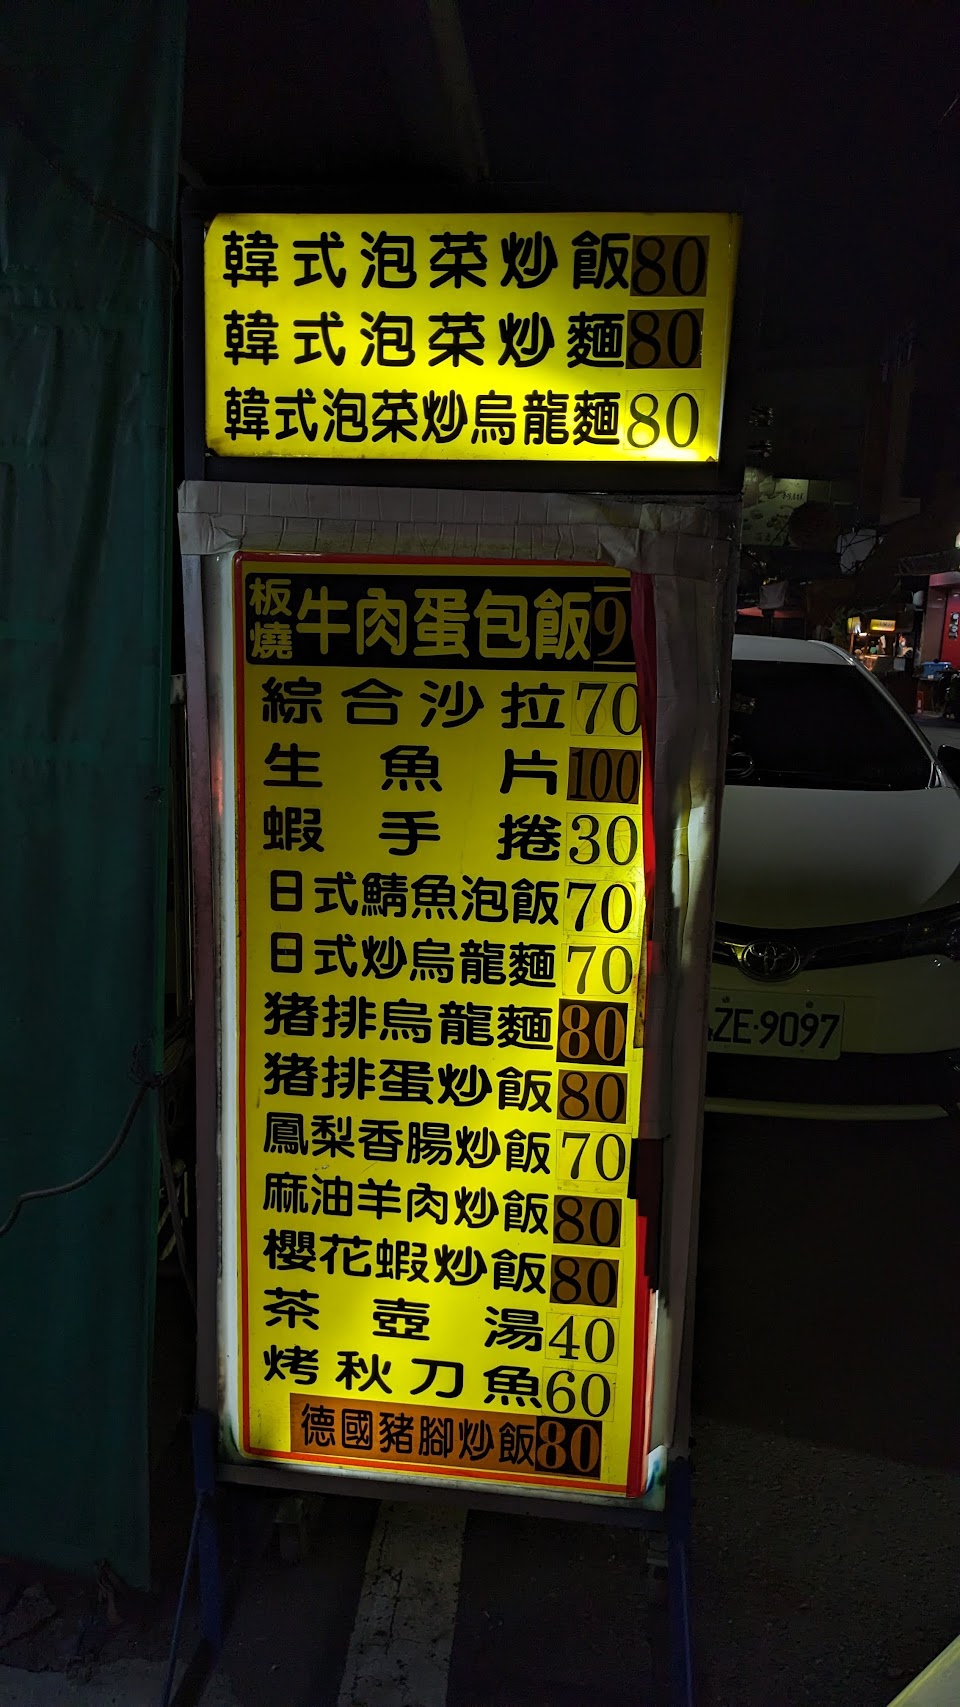 韓式泡菜炒飯80
韓式泡菜炒麵80
韓式泡菜炒烏龍麵80
板燒牛肉蛋包飯9
綜合沙拉70
生魚片100
蝦手捲30
日式鯖魚泡飯70
日式炒烏龍麵70
猪排烏龍麵80
猪排蛋炒飯80
鳳梨香腸炒飯70
麻油羊肉炒飯80
櫻花蝦炒飯80
茶壺湯40
烤秋刀魚60
德國豬腳炒飯80
ZE·9097